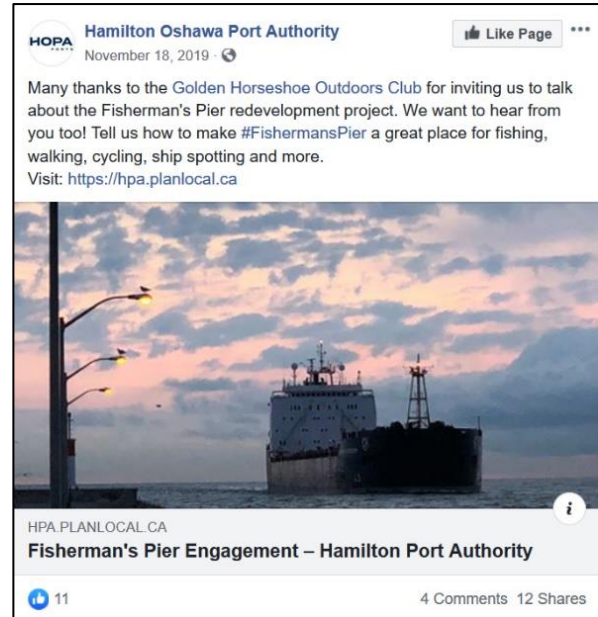 HOPA
PORTS
Hamilton Oshawa Port Authority
November 18, 2019 ·
Like Page
Many thanks to the Golden Horseshoe Outdoors Club for inviting us to talk
about the Fisherman's Pier redevelopment project. We want to hear from
you too! Tell us how to make #FishermansPier a great place for fishing,
walking, cycling, ship spotting and more.
Visit: https://hpa.planlocal.ca
i
HPA.PLANLOCAL.CA
Fisherman's Pier Engagement – Hamilton Port Authority
11
4 Comments 12 Shares